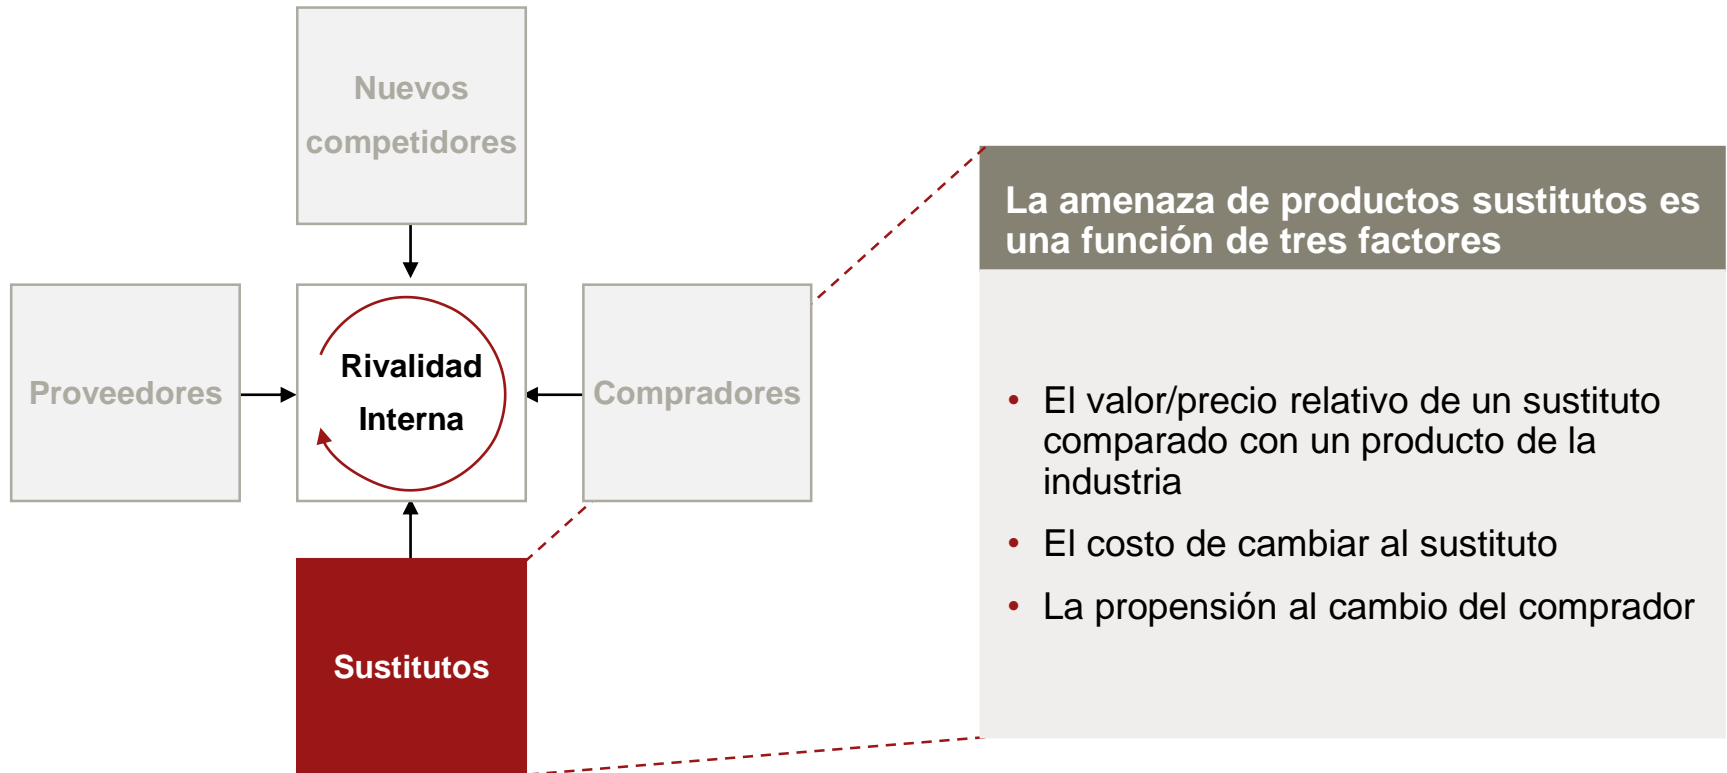 Nuevos
competidores
La amenaza de productos sustitutos es
una función de tres factores
Proveedores
Rivalidad
Interna
Compradores
• El valor/precio relativo de un sustituto
comparado con un producto de la
industria
• El costo de cambiar al sustituto
• La propensión al cambio del comprador
Sustitutos